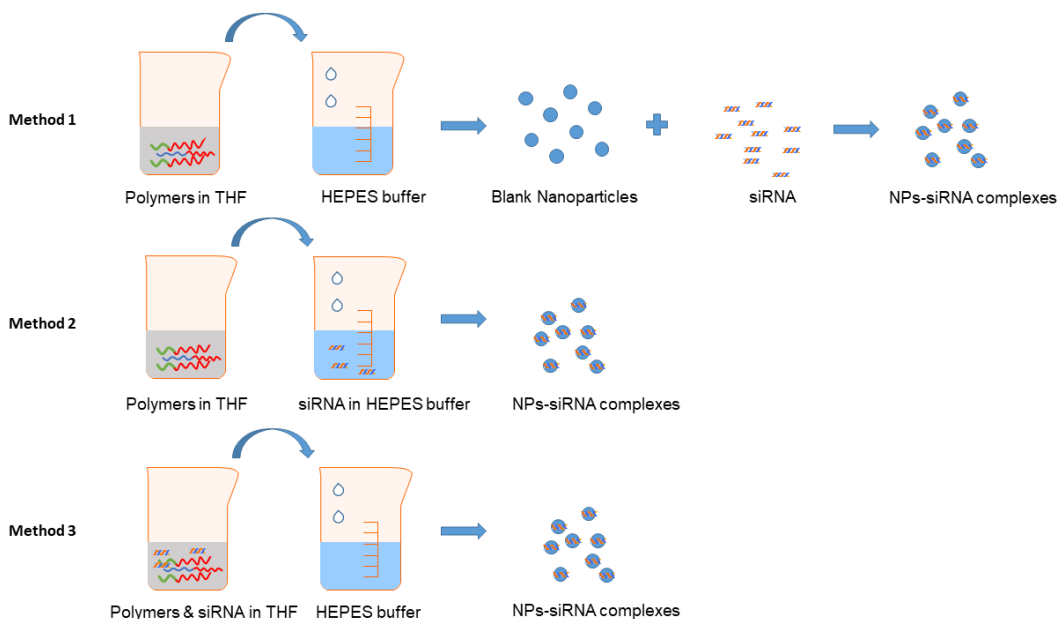 Method 1
Polymers in THF
HEPES buffer
Blank Nanoparticles
siRNA
NPs-siRNA complexes
Method 2
Polymers in THF
siRNA in HEPES buffer
NPs-siRNA complexes
Method 3
Polymers & siRNA in THF
HEPES buffer
NPs-siRNA complexes